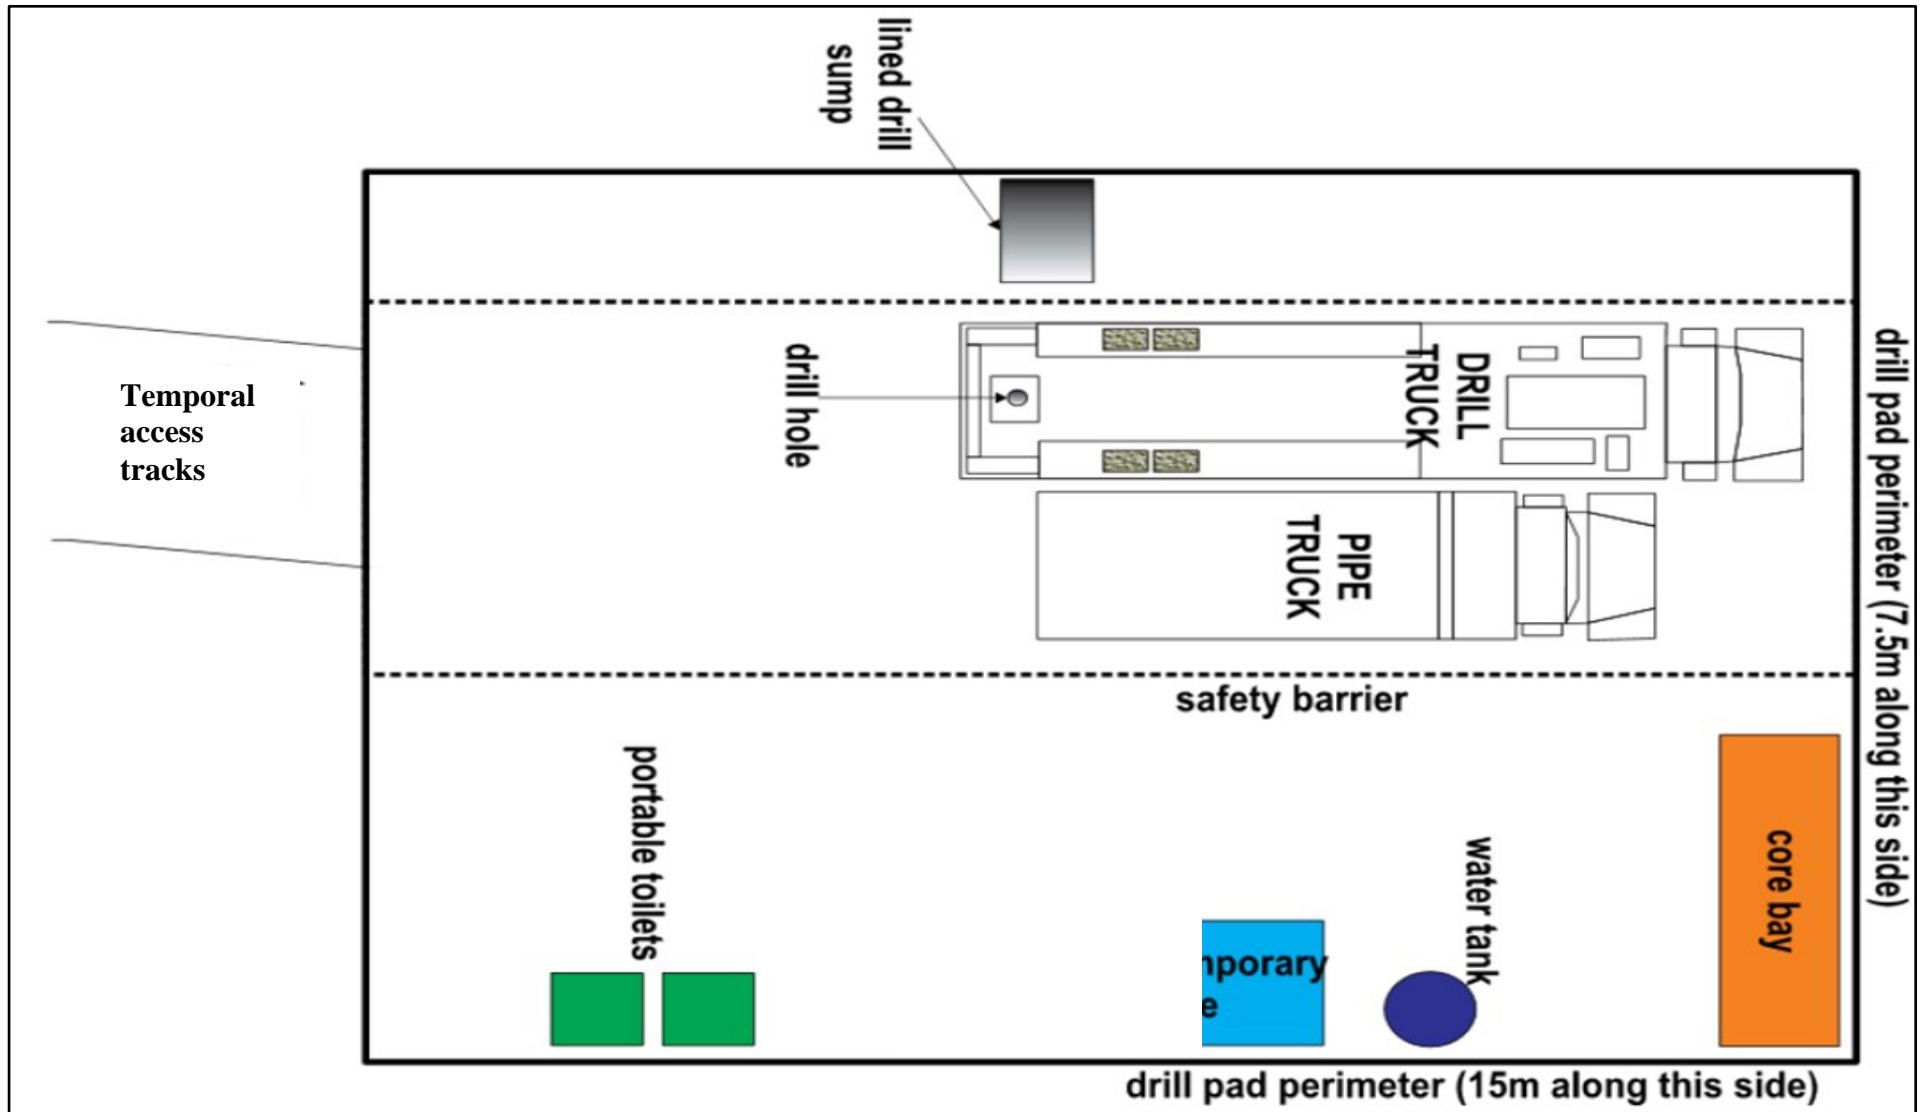 lined drill
sump
Temporal
access
tracks
drill hole
DRILL
TRUCK
PIPE
TRUCK
drill pad perimeter (7.5m along this side)
safety barrier
portable toilets
water tank
core bay
drill pad perimeter (15m along this side)